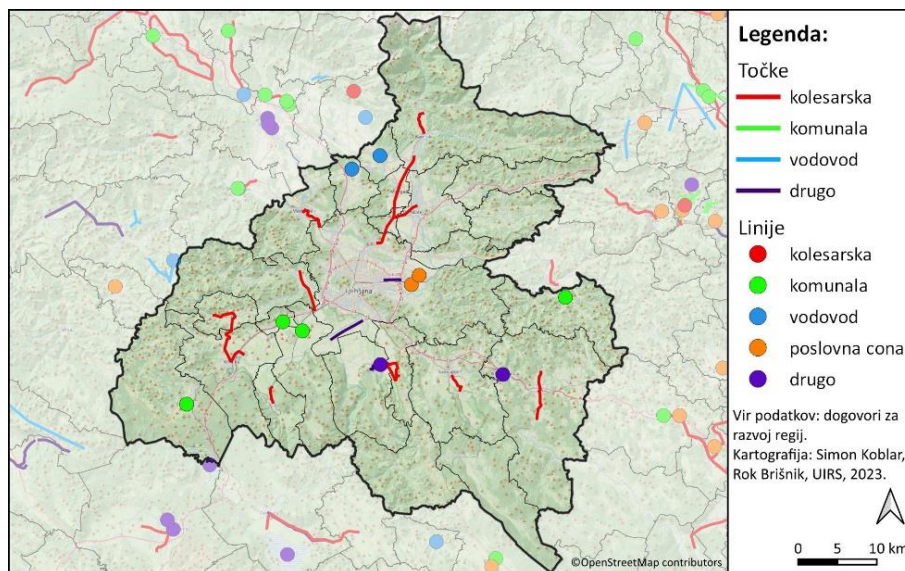 Legenda:
Točke
kolesarska
komunala
vodovod
drugo
Linije
kolesarska
komunala
vodovod
poslovna cona
drugo
Vir podatkov: dogovori za
razvoj regij.
Kartografija: Simon Koblar,
Rok Brišnik, UIRS, 2023.
0 5 10 km
©OpenStreetMap contributors
Ljubljana